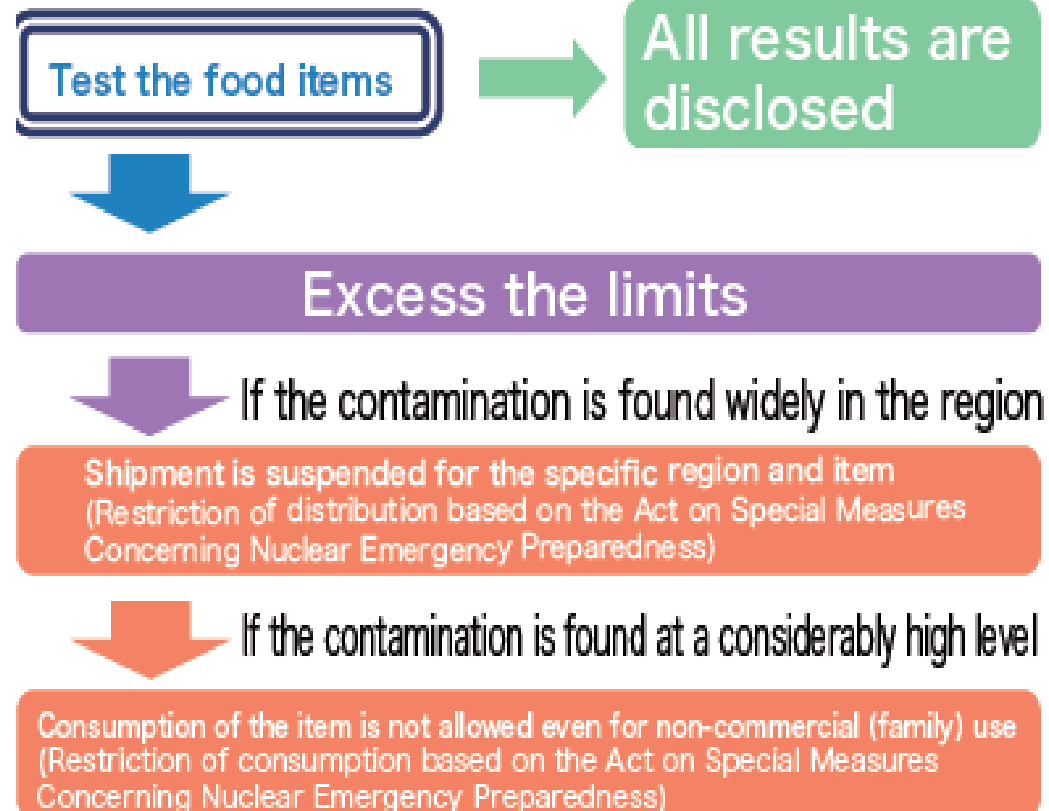 Test the food items
All results are
disclosed
Excess the limits
If the contamination is found widely in the region
Shipment is suspended for the specific region and item
(Restriction of distribution based on the Act on Special Measures
Concerning Nuclear Emergency Preparedness)
If the contamination is found at a considerably high level
Consumption of the item is not allowed even for non-commercial (family) use
(Restriction of consumption based on the Act on Special Measures
Concerning Nuclear Emergency Preparedness)